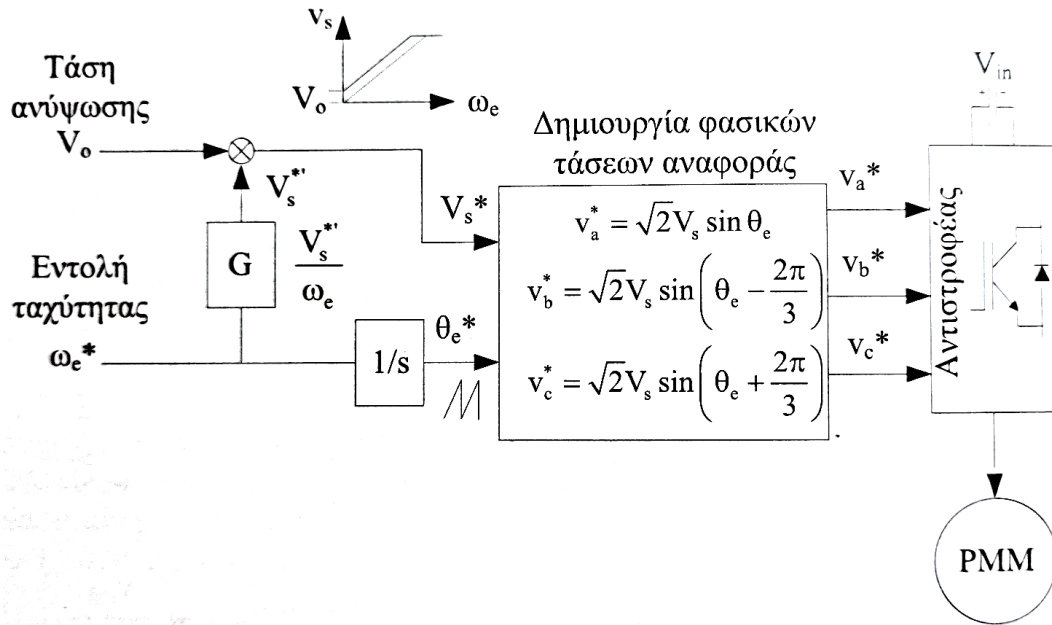 v_s
V_o
ω_e
Τάση
ανύψωσης
V_o
V_s*'
G
V_s*'
ω_e
Εντολή
ταχύτητας
ω_e*
1/s
θ_e*
V_s*
Δημιουργία φασικών
τάσεων αναφοράς
v_a^* = √2V_s sin θ_e
v_b^* = √2V_s sin(θ_e − 2π/3)
v_c^* = √2V_s sin(θ_e + 2π/3)
v_a*
v_b*
v_c*
V_in
Αντιστροφέας
PMM